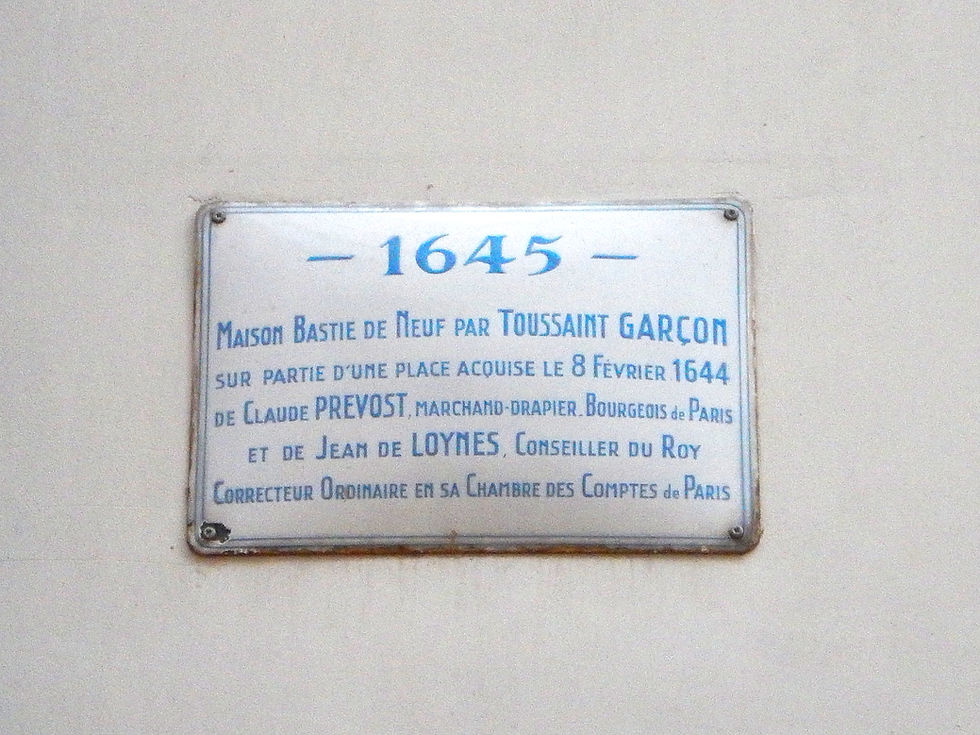 – 1645 –
Maison Bastie de Neuf par TOUSSAINT GARÇON
sur partie d'une place acquise le 8 Février 1644
de Claude PREVOST, marchand-drapier. Bourgeois de Paris
et de Jean de LOYNES, Conseiller du Roy
Correcteur Ordinaire en sa Chambre des Comptes de Paris